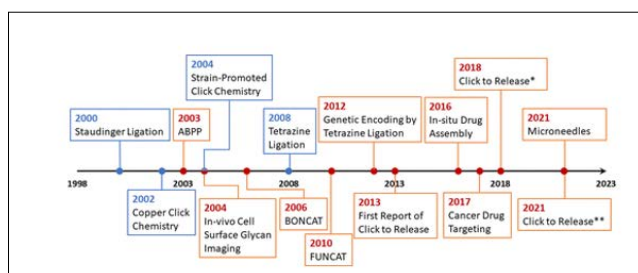 2004
Strain-Promoted
Click Chemistry
2018
Click to Release*
2000
Staudinger Ligation
2003
ABPP
2008
Tetrazine
Ligation
2012
Genetic Encoding by
Tetrazine Ligation
2016
In-situ Drug
Assembly
2021
Microneedles
1998
2003
2008
2013
2018
2023
2002
Copper Click
Chemistry
2004
In-vivo Cell
Surface Glycan
Imaging
2006
BONCAT
2010
FUNCAT
2013
First Report of
Click to Release
2017
Cancer Drug
Targeting
2021
Click to Release**